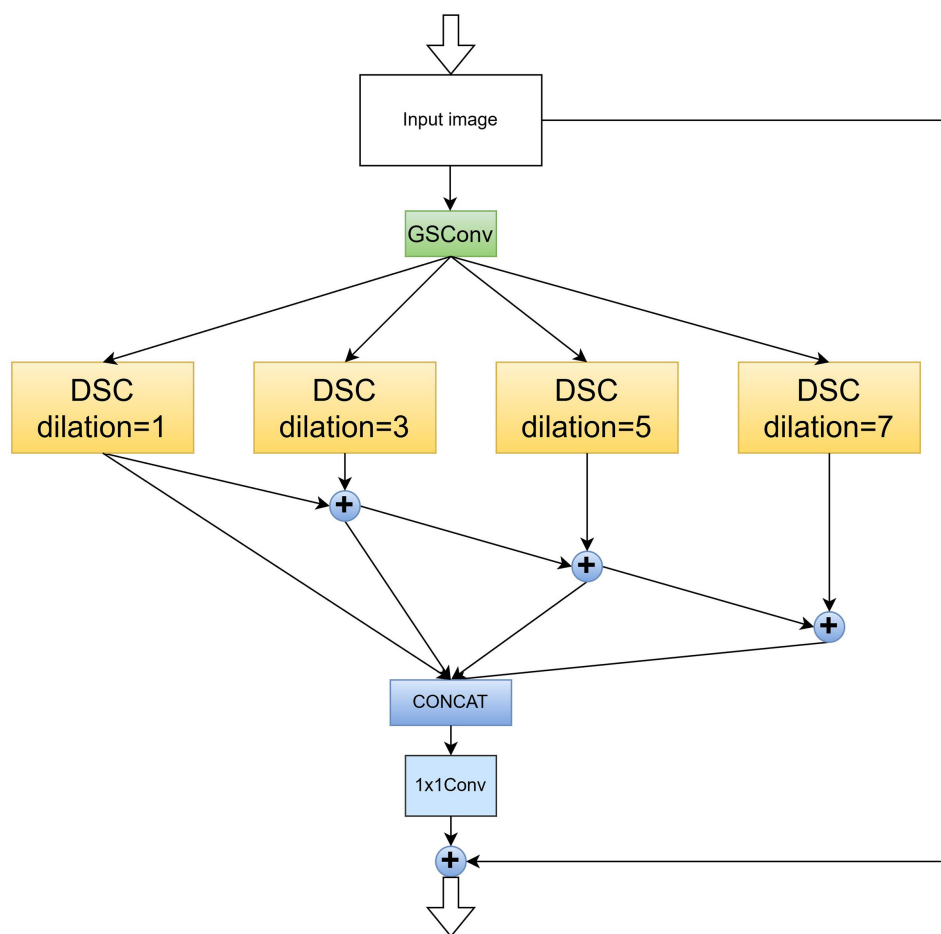 Input image
GSConv
DSC
dilation=1
DSC
dilation=3
DSC
dilation=5
DSC
dilation=7
+
+
+
CONCAT
1x1Conv
+